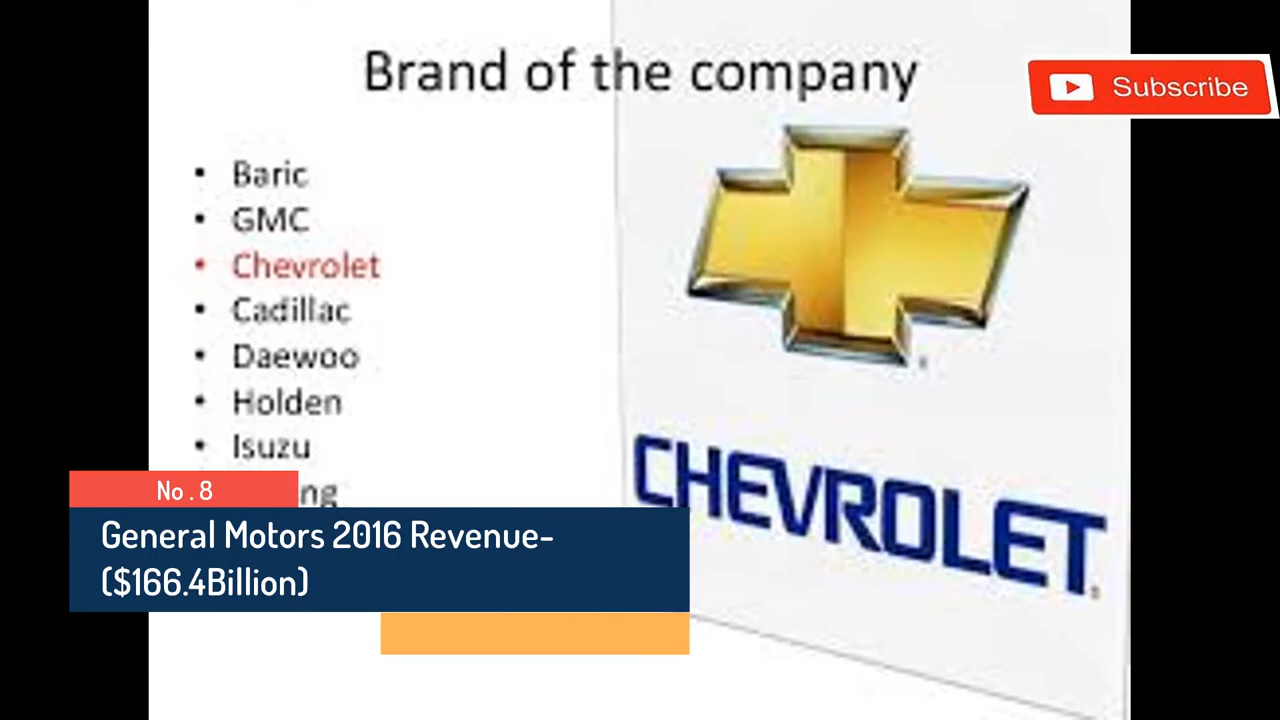 Brand of the company
Subscribe
• Baric
• GMC
• Chevrolet
• Cadillac
• Daewoo
• Holden
• Isuzu
No . 8
General Motors 2016 Revenue-
($166.4Billion)
CHEVROLET